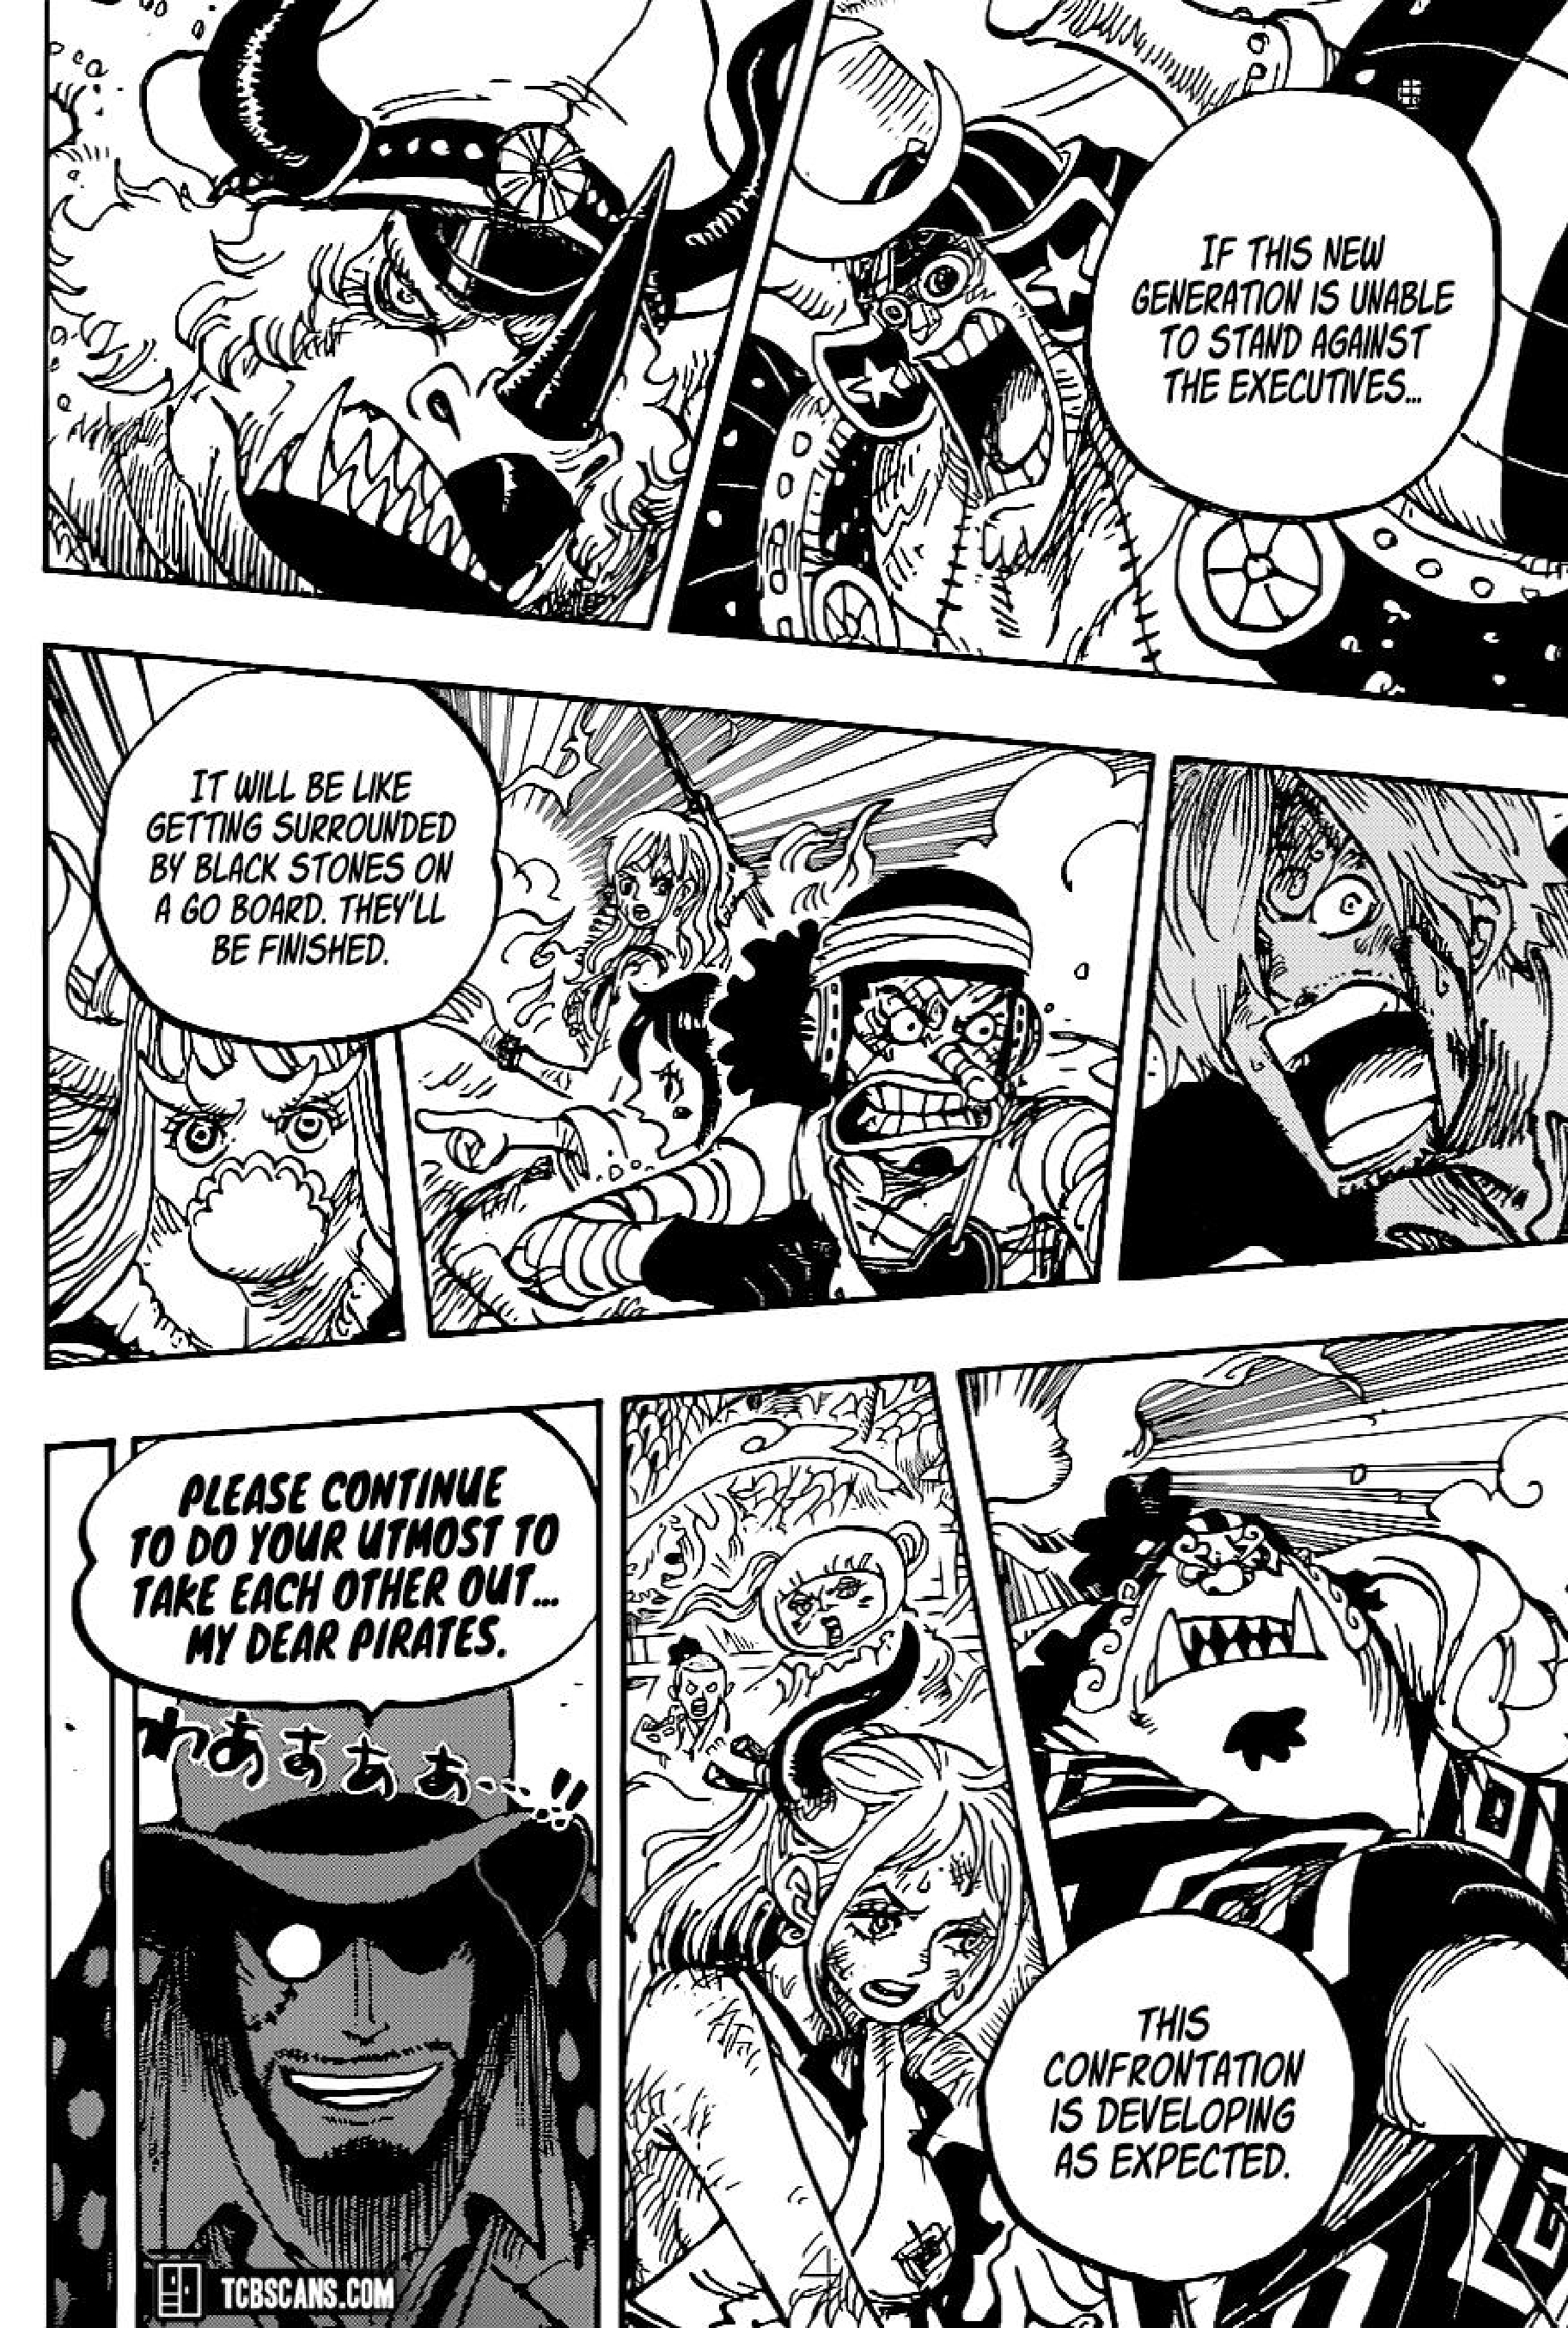 IF THIS NEW
GENERATION IS UNABLE
TO STAND AGAINST
THE EXECUTIVES...
IT WILL BE LIKE
GETTING SURROUNDED
BY BLACK STONES ON
A GO BOARD. THEY'LL
BE FINISHED.
THIS
CONFRONTATION
IS DEVELOPING
AS EXPECTED.
PLEASE CONTINUE
TO DO YOUR UTMOST TO
TAKE EACH OTHER OUT...
MY DEAR PIRATES.
わあぁぁぁ…!!
TCBSCANS.COM